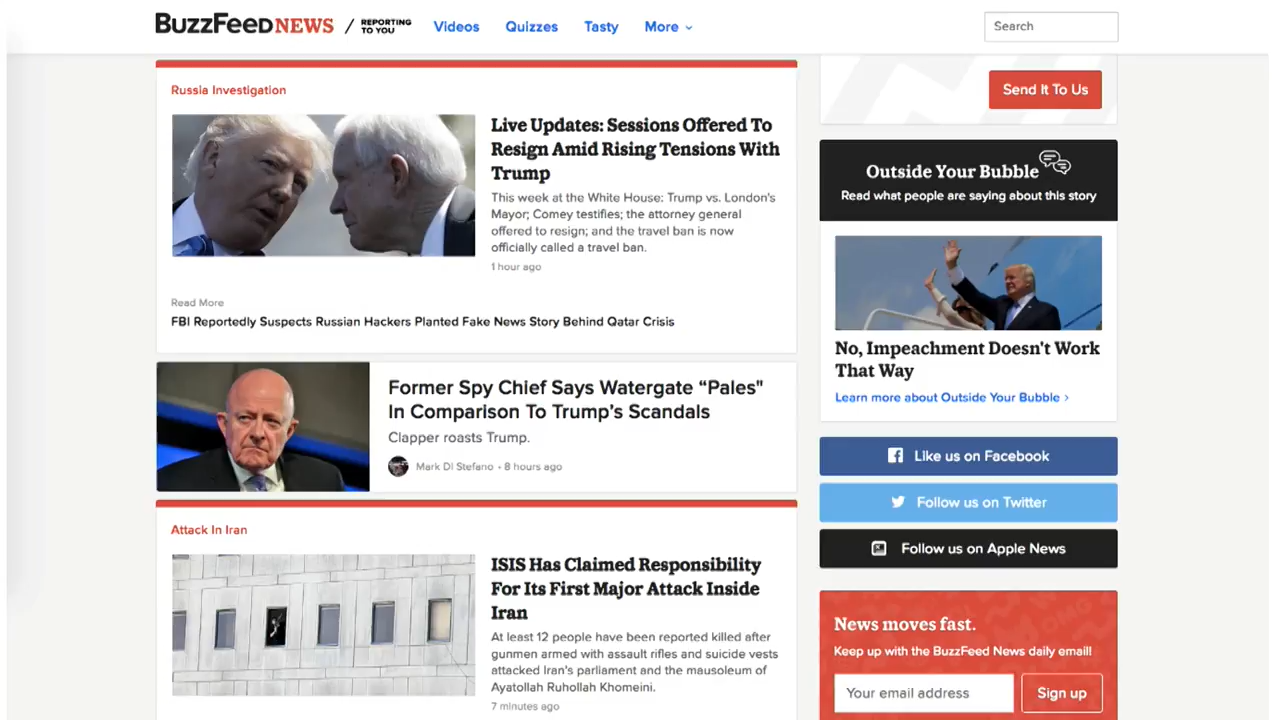 BuzzFeed NEWS / REPORTING TO YOU
Videos
Quizzes
Tasty
More
Search
Russia Investigation
Live Updates: Sessions Offered To
Resign Amid Rising Tensions With
Trump
This week at the White House: Trump vs. London's
Mayor; Comey testifies; the attorney general
offered to resign; and the travel ban is now
officially called a travel ban.
1 hour ago
Read More
FBI Reportedly Suspects Russian Hackers Planted Fake News Story Behind Qatar Crisis
Former Spy Chief Says Watergate “Pales"
In Comparison To Trump’s Scandals
Clapper roasts Trump.
Mark Di Stefano • 8 hours ago
Attack In Iran
ISIS Has Claimed Responsibility
For Its First Major Attack Inside
Iran
At least 12 people have been reported killed after
gunmen armed with assault rifles and suicide vests
attacked Iran's parliament and the mausoleum of
Ayatollah Ruhollah Khomeini.
7 minutes ago
Send It To Us
Outside Your Bubble
Read what people are saying about this story
No, Impeachment Doesn't Work
That Way
Learn more about Outside Your Bubble ›
Like us on Facebook
Follow us on Twitter
Follow us on Apple News
News moves fast.
Keep up with the BuzzFeed News daily email!
Your email address
Sign up